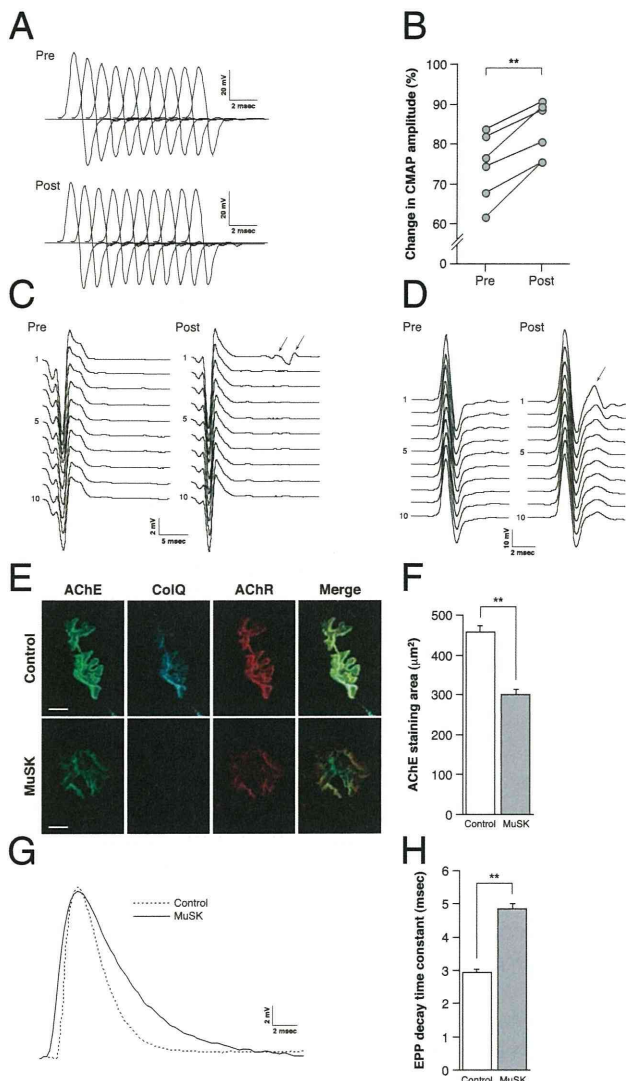 A
Pre
20 mV
2 msec
Post
20 mV
2 msec
B
**
Change in CMAP amplitude (%)
100
90
80
70
60
0
Pre
Post
C
Pre
1
5
10
2 mV
5 msec
Post
1
5
10
D
Pre
1
5
10
Post
1
5
10
10 mV
2 msec
E
AChE
ColQ
AChR
Merge
Control
MuSK
F
**
AChE staining area (μm²)
500
400
300
200
100
0
Control
MuSK
G
Control
MuSK
2 mV
2 msec
H
**
EPP decay time constant (msec)
6
5
4
3
2
1
0
Control
MuSK